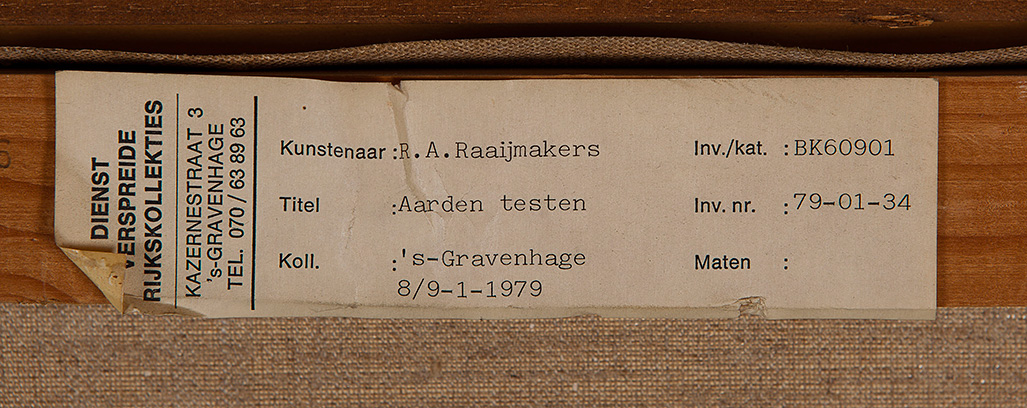 DIENST
VERSPREIDE
RIJKSKOLLEKTIES
KAZERNESTRAAT 3
's-GRAVENHAGE
TEL. 070/63 89 63
Kunstenaar :R.A.Raaijmakers
Titel :Aarden testen
Koll. :'s-Gravenhage
8/9-1-1979
Inv./kat. :BK60901
Inv. nr. :79-01-34
Maten :